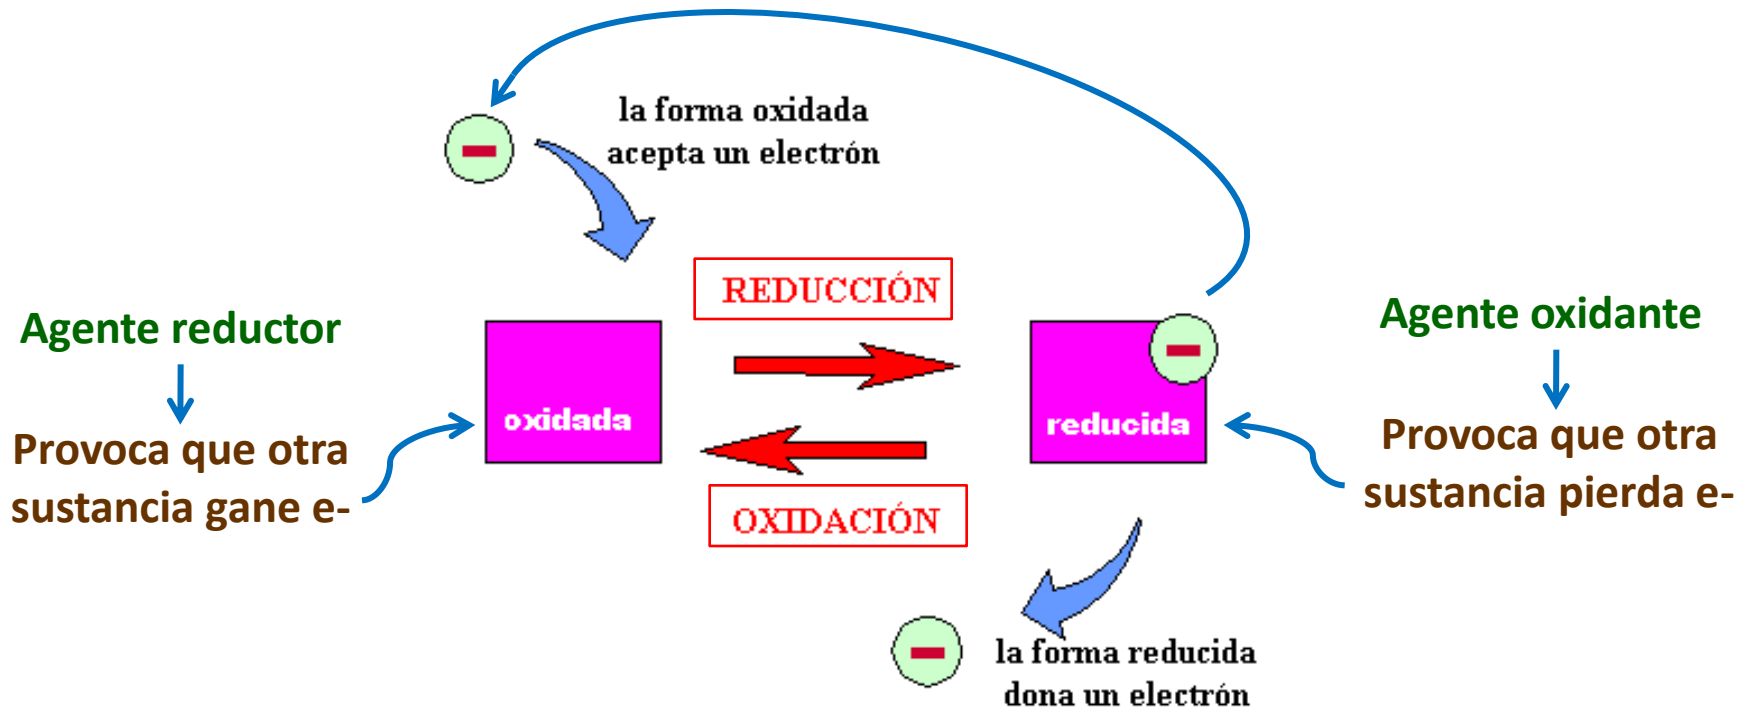 la forma oxidada
acepta un electrón
REDUCCIÓN
Agente reductor
Provoca que otra
sustancia gane e-
oxidada
reducida
Agente oxidante
Provoca que otra
sustancia pierda e-
OXIDACIÓN
la forma reducida
dona un electrón